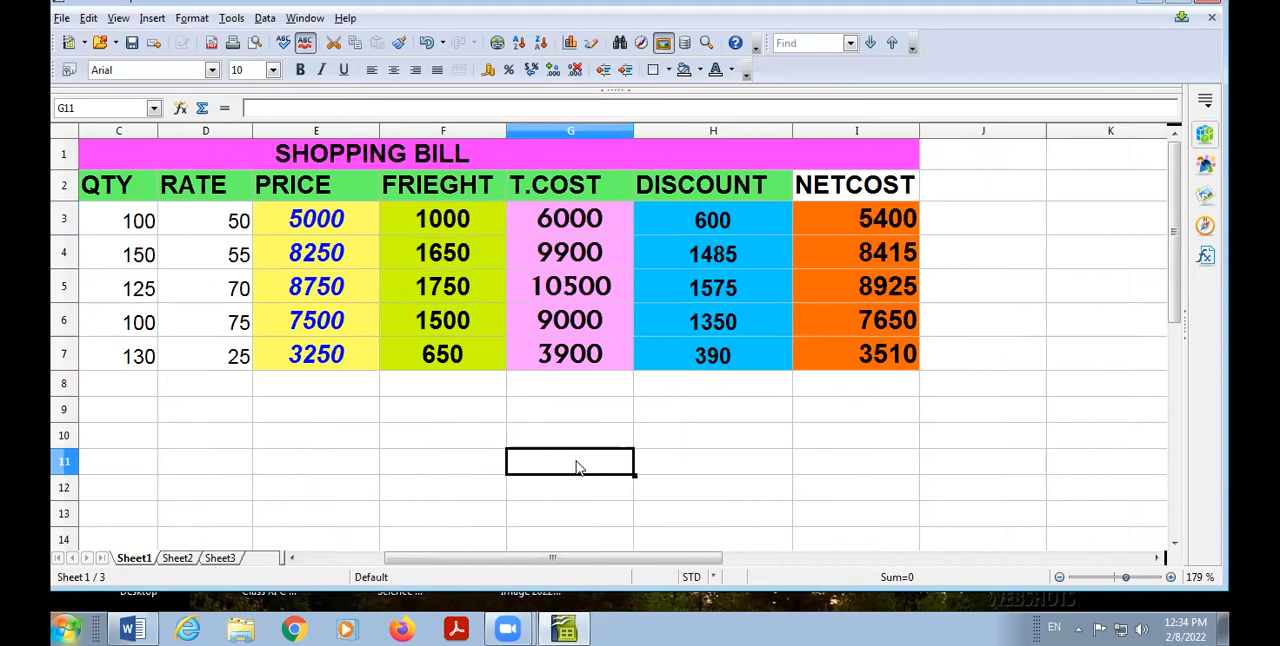 File Edit View Insert Format Tools Data Window Help
Find
Arial 10
G11
C D E F G H I J K
1 SHOPPING BILL
2 QTY RATE PRICE FRIEGHT T.COST DISCOUNT NETCOST
3 100 50 5000 1000 6000 600 5400
4 150 55 8250 1650 9900 1485 8415
5 125 70 8750 1750 10500 1575 8925
6 100 75 7500 1500 9000 1350 7650
7 130 25 3250 650 3900 390 3510
8
9
10
11
12
13
14
Sheet1 Sheet2 Sheet3
Sheet 1 / 3 Default STD * Sum=0 179 %
WEBSHOTS
EN 12:34 PM
2/8/2022